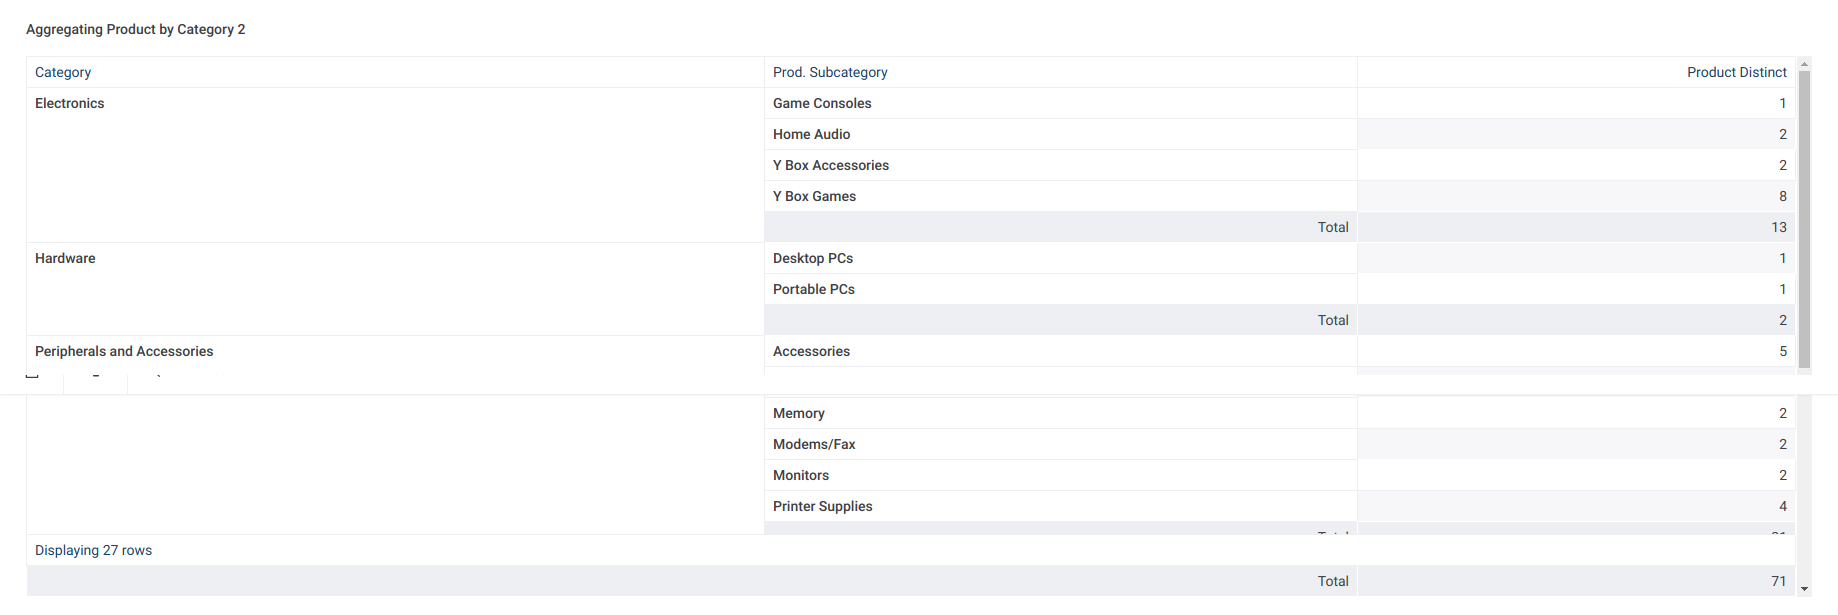 Aggregating Product by Category 2
Category Prod. Subcategory Product Distinct
Electronics Game Consoles 1
Home Audio 2
Y Box Accessories 2
Y Box Games 8
Total 13
Hardware Desktop PCs 1
Portable PCs 1
Total 2
Peripherals and Accessories Accessories 5
Memory 2
Modems/Fax 2
Monitors 2
Printer Supplies 4
Displaying 27 rows
Total 71